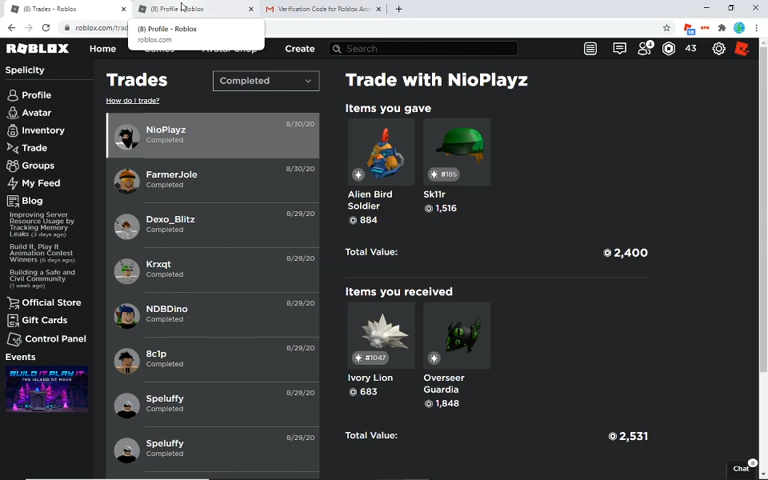 (8) Trades - Roblox
(8) Profile - Roblox
Verification Code for Roblox Acc
roblox.com/trad
(8) Profile - Roblox
roblox.com
ROBLOX
Home
Create
Search
4
43
Spelicity
Profile
Avatar
Inventory
Trade
Groups
My Feed
Blog
Improving Server
Resource Usage by
Tracking Memory
Leaks (3 days ago)
Build It, Play It
Animation Contest
Winners (6 days ago)
Building a Safe and
Civil Community
(1 week ago)
Official Store
Gift Cards
Control Panel
Events
BUILD IT PLAY IT
THE ISLAND OF MOVE
Trades
Completed
How do I trade?
NioPlayz
8/30/20
Completed
FarmerJole
8/30/20
Completed
Dexo_Blitz
8/29/20
Completed
Krxqt
8/29/20
Completed
NDBDino
8/29/20
Completed
8c1p
8/29/20
Completed
Speluffy
8/29/20
Completed
Speluffy
8/29/20
Completed
Trade with NioPlayz
Items you gave
#185
Alien Bird
Soldier
884
Sk11r
1,516
Total Value:
2,400
Items you received
#1047
Ivory Lion
683
Overseer
Guardia
1,848
Total Value:
2,531
Chat